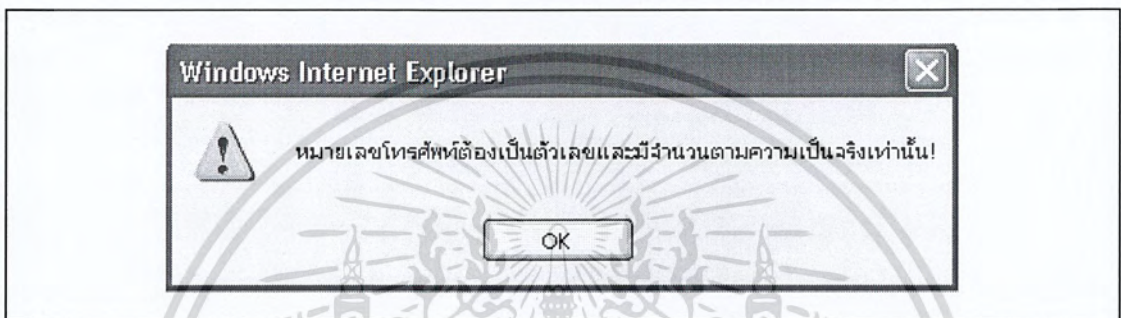 Windows Internet Explorer
หมายเลขโทรศัพท์ต้องเป็นตัวเลขและมีจำนวนตามความเป็นจริงเท่านั้น!
OK